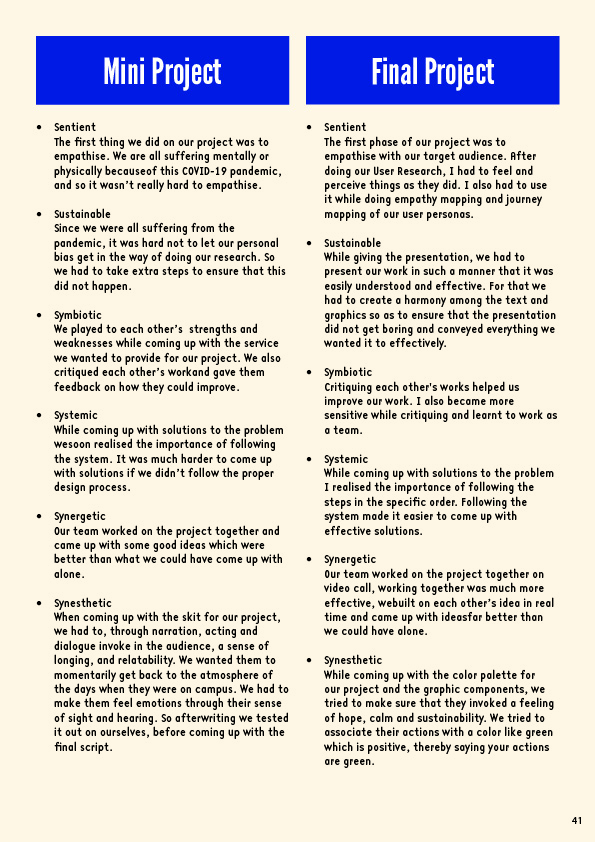 Mini Project
• Sentient
The first thing we did on our project was to
empathise. We are all suffering mentally or
physically becauseof this COVID-19 pandemic,
and so it wasn't really hard to empathise.
• Sustainable
Since we were all suffering from the
pandemic, it was hard not to let our personal
bias get in the way of doing our research. So
we had to take extra steps to ensure that this
did not happen.
• Symbiotic
We played to each other's  strengths and
weaknesses while coming up with the service
we wanted to provide for our project. We also
critiqued each other's workand gave them
feedback on how they could improve.
• Systemic
While coming up with solutions to the problem
wesoon realised the importance of following
the system. It was much harder to come up
with solutions if we didn't follow the proper
design process.
• Synergetic
Our team worked on the project together and
came up with some good ideas which were
better than what we could have come up with
alone.
• Synesthetic
When coming up with the skit for our project,
we had to, through narration, acting and
dialogue invoke in the audience, a sense of
longing, and relatability. We wanted them to
momentarily get back to the atmosphere of
the days when they were on campus. We had to
make them feel emotions through their sense
of sight and hearing. So afterwriting we tested
it out on ourselves, before coming up with the
final script.
Final Project
• Sentient
The first phase of our project was to
empathise with our target audience. After
doing our User Research, I had to feel and
perceive things as they did. I also had to use
it while doing empathy mapping and journey
mapping of our user personas.
• Sustainable
While giving the presentation, we had to
present our work in such a manner that it was
easily understood and effective. For that we
had to create a harmony among the text and
graphics so as to ensure that the presentation
did not get boring and conveyed everything we
wanted it to effectively.
• Symbiotic
Critiquing each other's works helped us
improve our work. I also became more
sensitive while critiquing and learnt to work as
a team.
• Systemic
While coming up with solutions to the problem
I realised the importance of following the
steps in the specific order. Following the
system made it easier to come up with
effective solutions.
• Synergetic
Our team worked on the project together on
video call, working together was much more
effective, webuilt on each other's idea in real
time and came up with ideasfar better than
we could have alone.
• Synesthetic
While coming up with the color palette for
our project and the graphic components, we
tried to make sure that they invoked a feeling
of hope, calm and sustainability. We tried to
associate their actions with a color like green
which is positive, thereby saying your actions
are green.
41